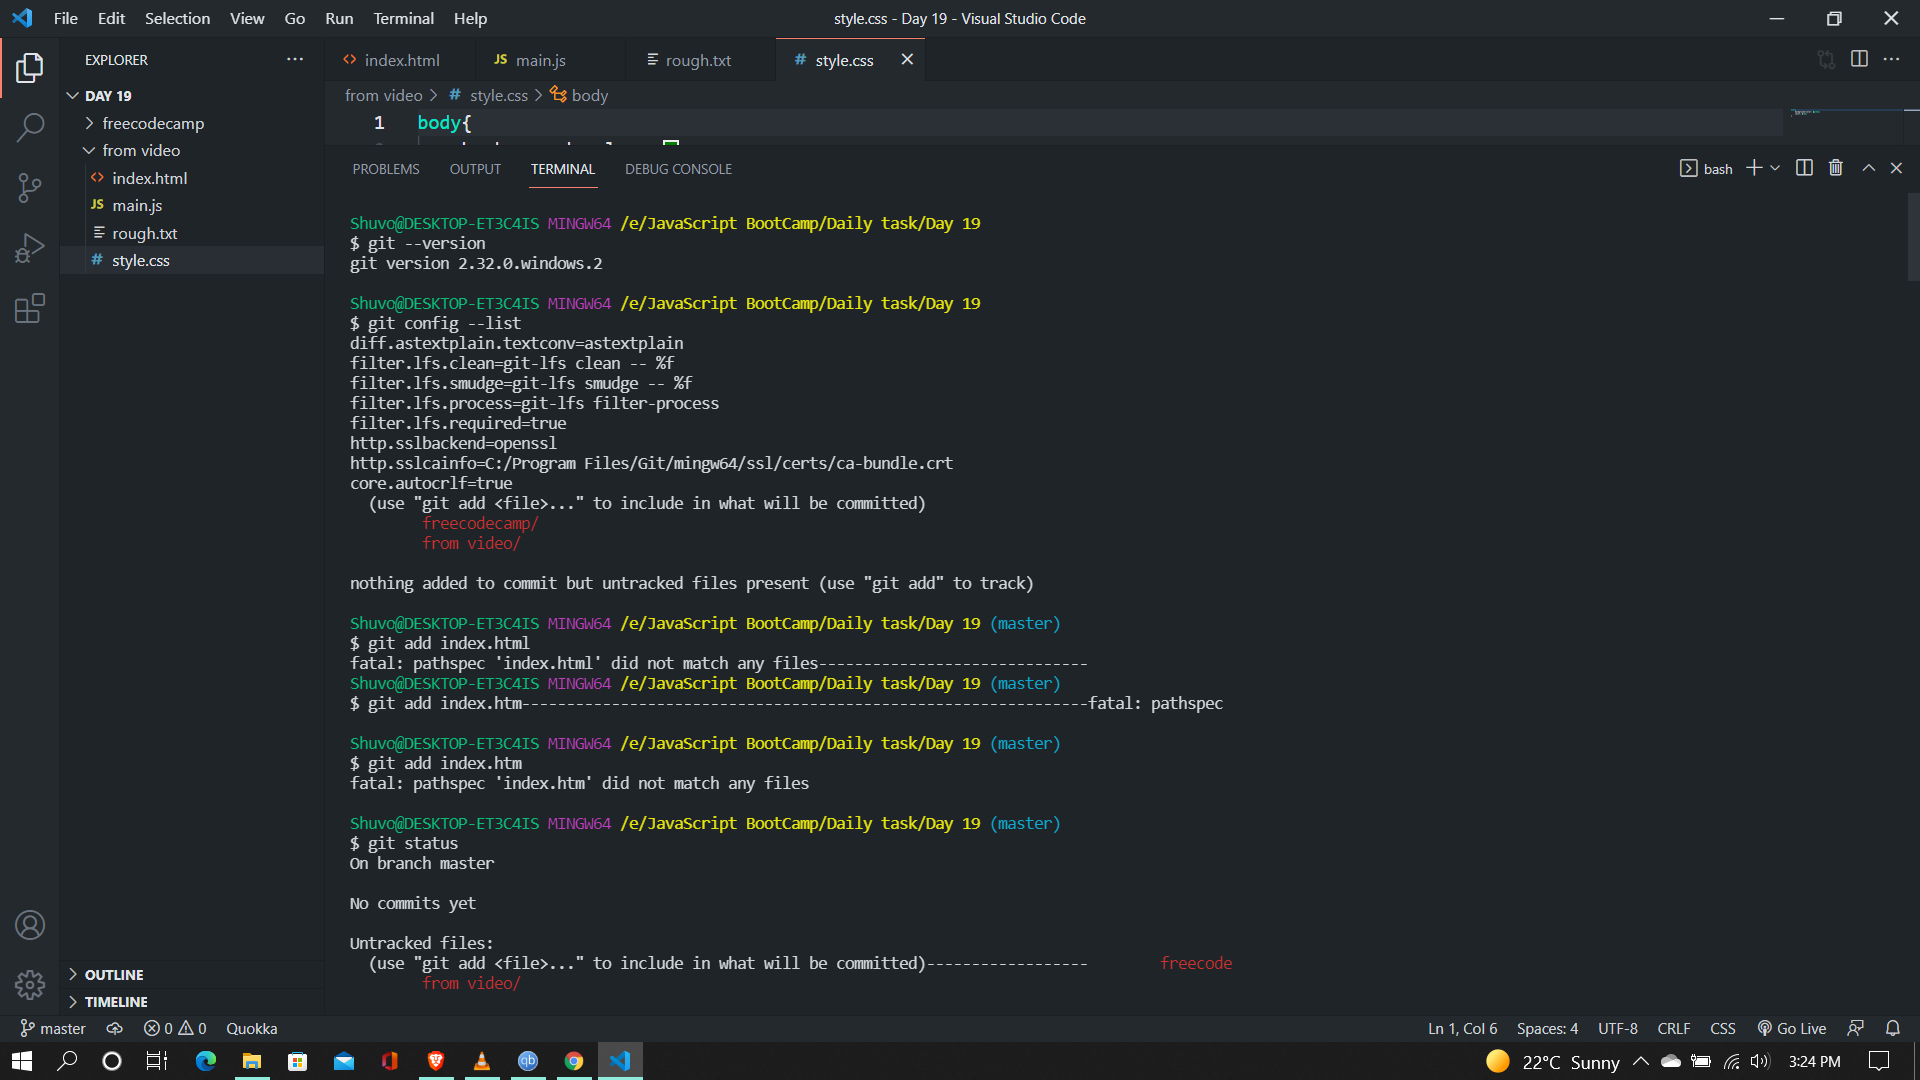 File Edit Selection View Go Run Terminal Help
style.css - Day 19 - Visual Studio Code
EXPLORER
DAY 19
freecodecamp
from video
index.html
JS main.js
rough.txt
# style.css
index.html
JS main.js
rough.txt
# style.css
from video > # style.css > body
1 body{
PROBLEMS OUTPUT TERMINAL DEBUG CONSOLE
bash
Shuvo@DESKTOP-ET3C4IS MINGW64 /e/JavaScript BootCamp/Daily task/Day 19
$ git --version
git version 2.32.0.windows.2
Shuvo@DESKTOP-ET3C4IS MINGW64 /e/JavaScript BootCamp/Daily task/Day 19
$ git config --list
diff.astextplain.textconv=astextplain
filter.lfs.clean=git-lfs clean -- %f
filter.lfs.smudge=git-lfs smudge -- %f
filter.lfs.process=git-lfs filter-process
filter.lfs.required=true
http.sslbackend=openssl
http.sslcainfo=C:/Program Files/Git/mingw64/ssl/certs/ca-bundle.crt
core.autocrlf=true
(use "git add <file>..." to include in what will be committed)
freecodecamp/
from video/
nothing added to commit but untracked files present (use "git add" to track)
Shuvo@DESKTOP-ET3C4IS MINGW64 /e/JavaScript BootCamp/Daily task/Day 19 (master)
$ git add index.html
fatal: pathspec 'index.html' did not match any files------------------------------
Shuvo@DESKTOP-ET3C4IS MINGW64 /e/JavaScript BootCamp/Daily task/Day 19 (master)
$ git add index.htm---------------------------------------------------------------fatal: pathspec
Shuvo@DESKTOP-ET3C4IS MINGW64 /e/JavaScript BootCamp/Daily task/Day 19 (master)
$ git add index.htm
fatal: pathspec 'index.htm' did not match any files
Shuvo@DESKTOP-ET3C4IS MINGW64 /e/JavaScript BootCamp/Daily task/Day 19 (master)
$ git status
On branch master
No commits yet
Untracked files:
(use "git add <file>..." to include in what will be committed)------------------ freecode
from video/
OUTLINE
TIMELINE
master 0 0 Quokka
Ln 1, Col 6 Spaces: 4 UTF-8 CRLF CSS Go Live
22°C Sunny 3:24 PM